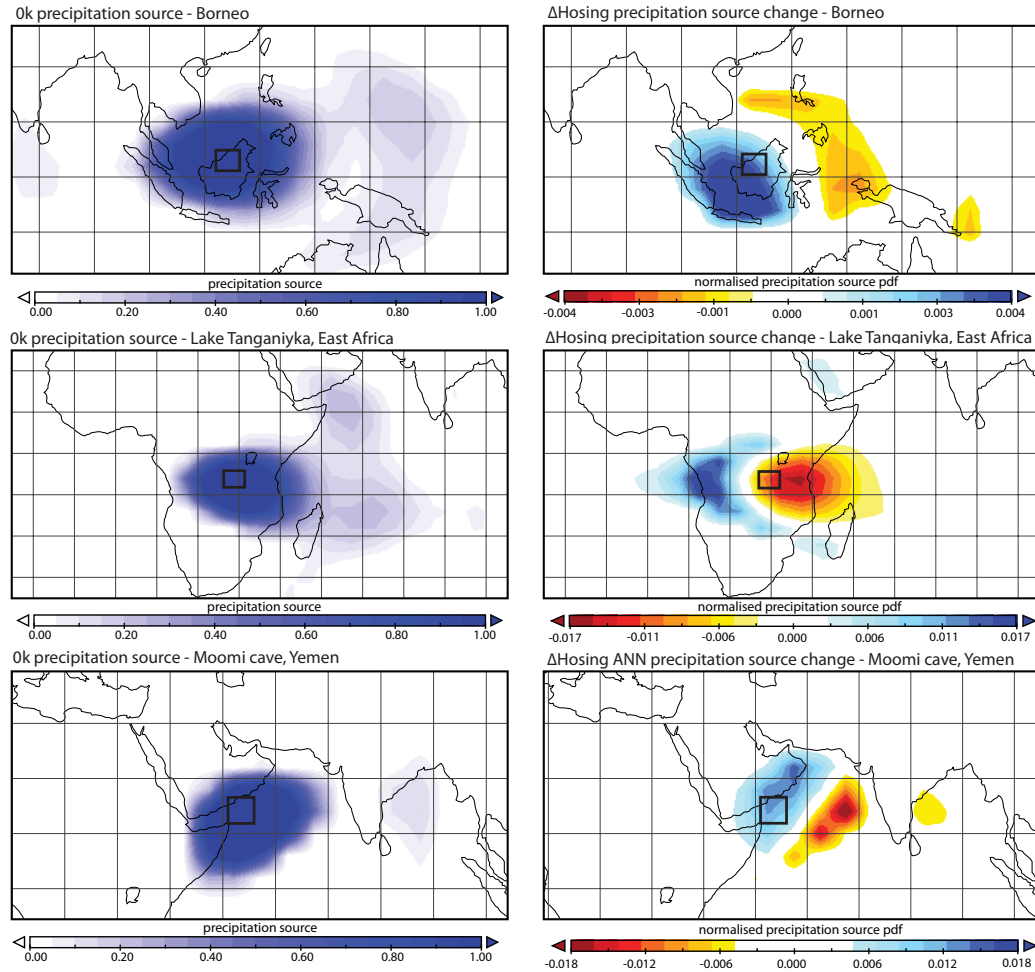 0k precipitation source - Borneo
ΔHosing precipitation source change - Borneo
precipitation source
0.00 0.20 0.40 0.60 0.80 1.00
normalised precipitation source pdf
-0.004 -0.003 -0.001 0.000 0.001 0.003 0.004
0k precipitation source - Lake Tanganiyka, East Africa
ΔHosing precipitation source change - Lake Tanganiyka, East Africa
precipitation source
0.00 0.20 0.40 0.60 0.80 1.00
normalised precipitation source pdf
-0.017 -0.011 -0.006 0.000 0.006 0.011 0.017
0k precipitation source - Moomi cave, Yemen
ΔHosing ANN precipitation source change - Moomi cave, Yemen
precipitation source
0.00 0.20 0.40 0.60 0.80 1.00
normalised precipitation source pdf
-0.018 -0.012 -0.006 0.000 0.006 0.012 0.018